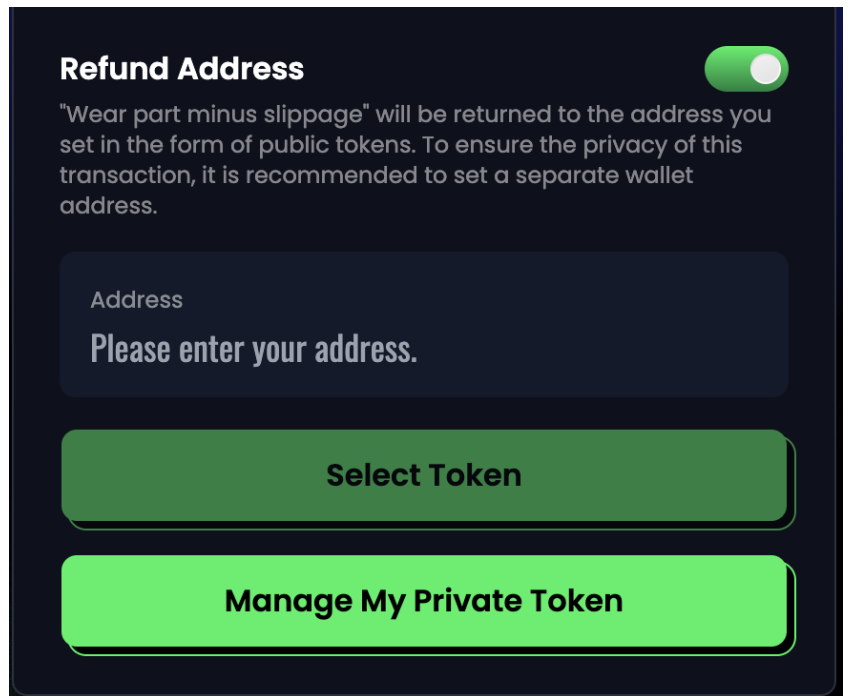 Refund Address
"Wear part minus slippage" will be returned to the address you
set in the form of public tokens. To ensure the privacy of this
transaction, it is recommended to set a separate wallet
address.
Address
Please enter your address.
Select Token
Manage My Private Token